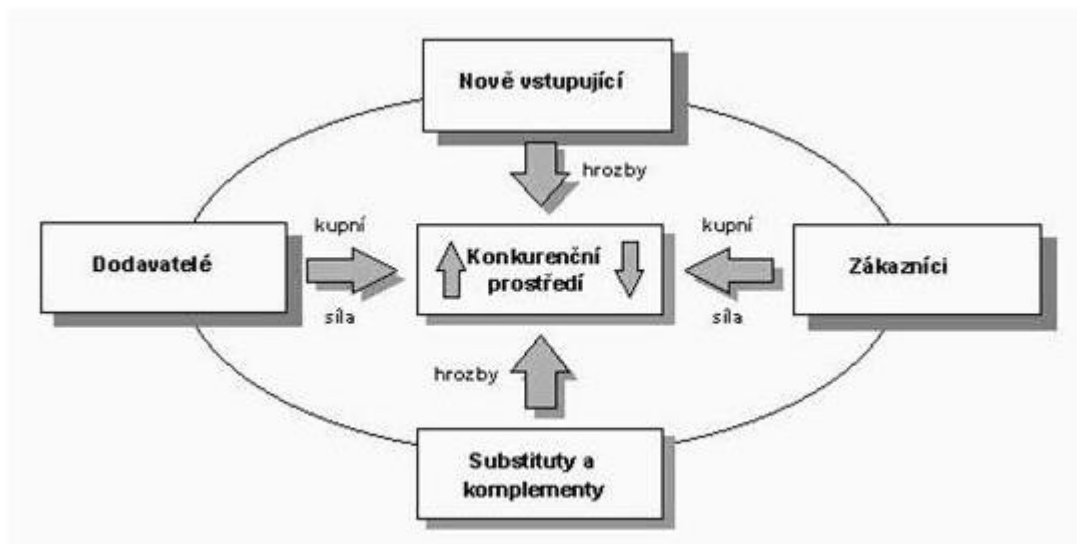 Nově vstupující
hrozby
kupní
Dodavatelé
síla
Konkurenční
prostředí
kupní
Zákazníci
síla
hrozby
Substituty a
komplementy